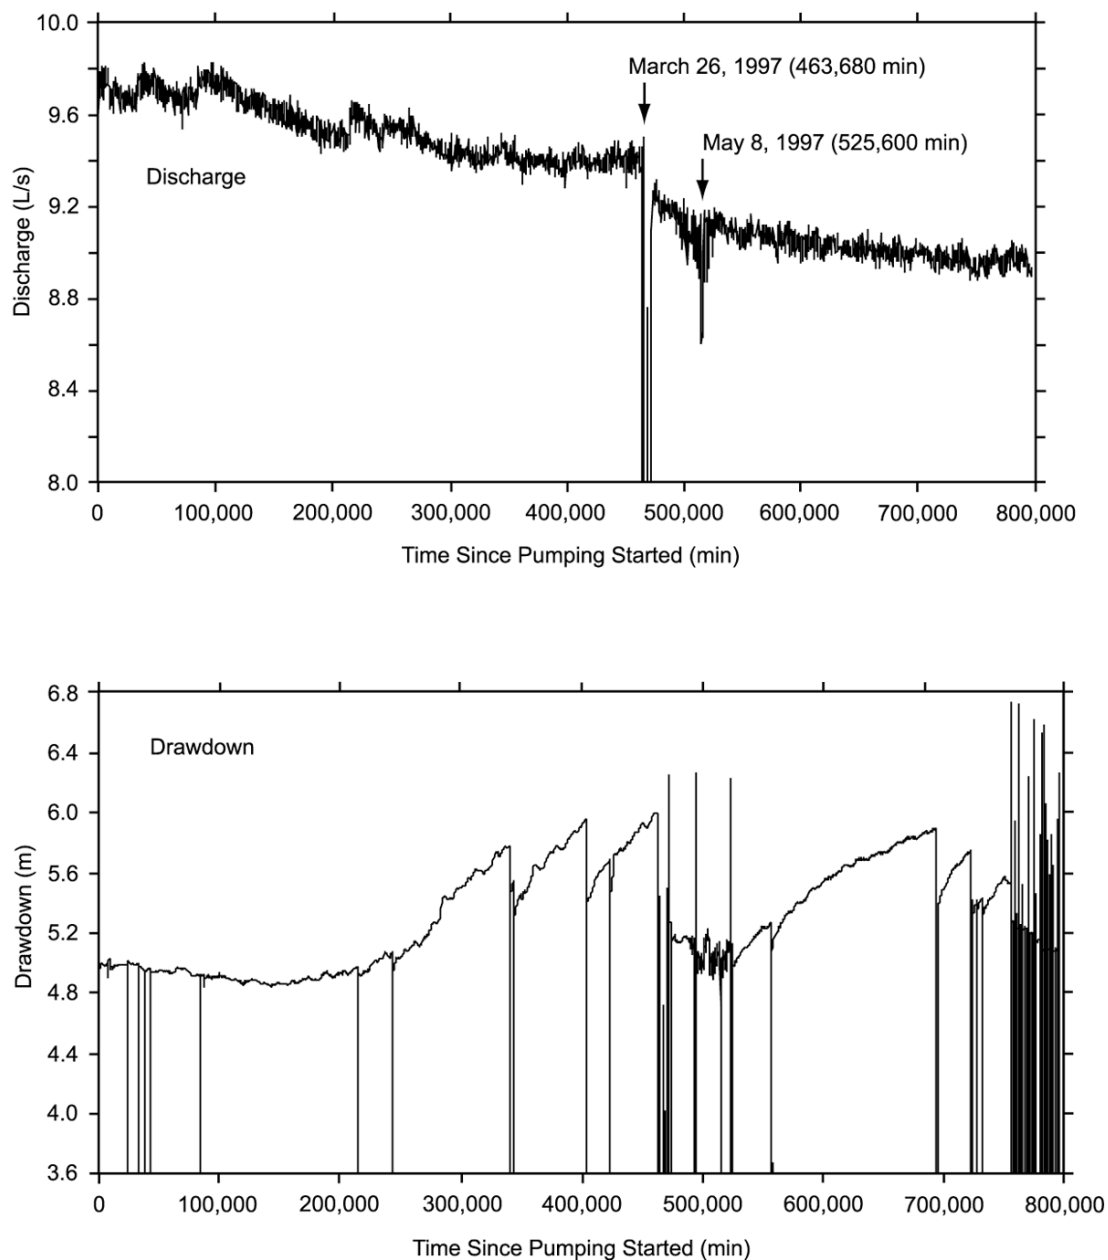 10.0
March 26, 1997 (463,680 min)
9.6
May 8, 1997 (525,600 min)
Discharge
Discharge (L/s)
9.2
8.8
8.4
8.0
0 100,000 200,000 300,000 400,000 500,000 600,000 700,000 800,000
Time Since Pumping Started (min)
6.8
Drawdown
6.4
6.0
Drawdown (m)
5.6
5.2
4.8
4.4
4.0
3.6
0 100,000 200,000 300,000 400,000 500,000 600,000 700,000 800,000
Time Since Pumping Started (min)